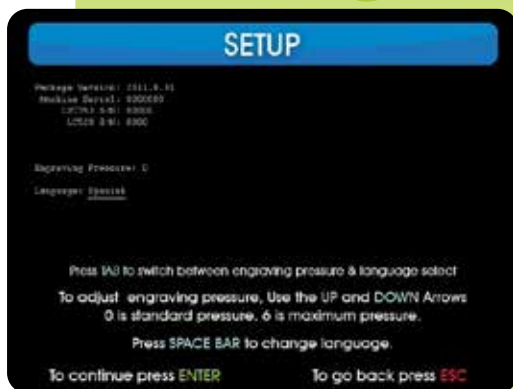 SETUP
Package Version: 2011.8.31
Machine Serial: 0000000
S/N: 00000
S/N: 0000
Engraving Pressure: 0
Language: Spanish
Press TAB to switch between engraving pressure & language select
To adjust engraving pressure, Use the UP and DOWN Arrows
0 is standard pressure. 6 is maximum pressure.
Press SPACE BAR to change language.
To continue press ENTER
To go back press ESC